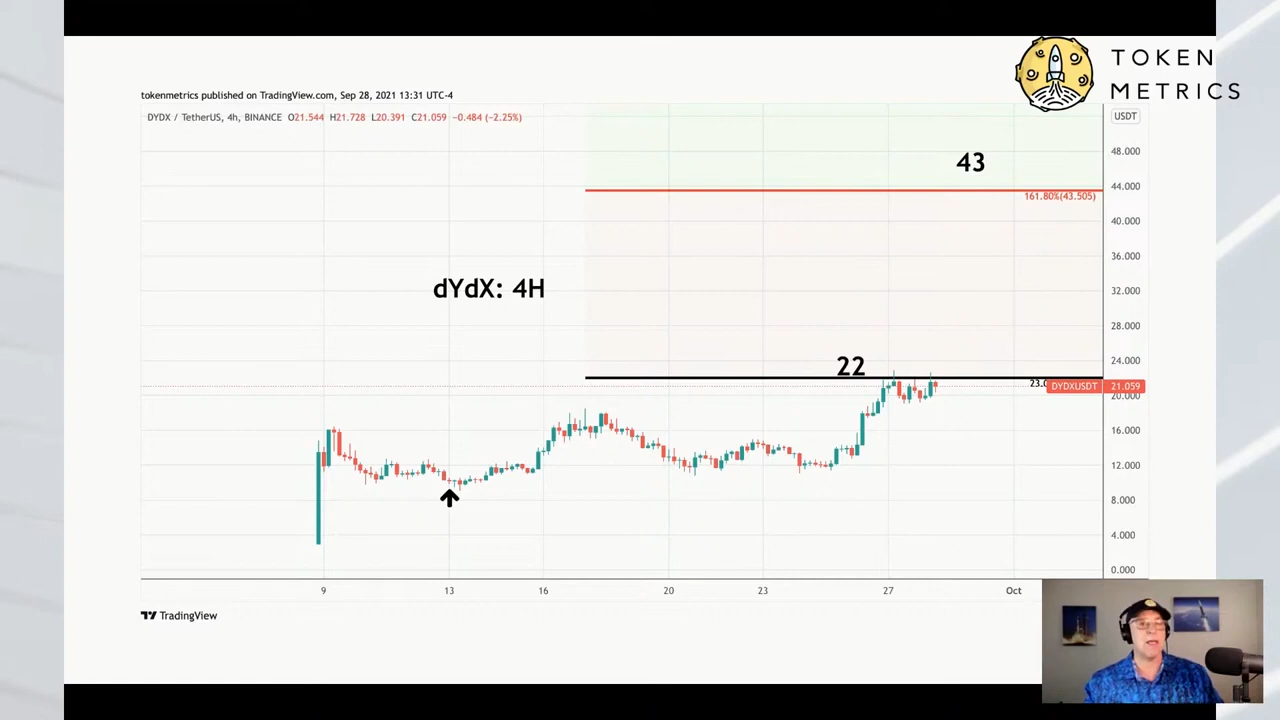 TOKEN
METRICS
tokenmetrics published on TradingView.com, Sep 28, 2021 13:31 UTC-4
DYDX / TetherUS, 4h, BINANCE O21.544 H21.728 L20.391 C21.059 −0.484 (−2.25%)
USDT
48.000
43
44.000
161.80%(43.505)
40.000
36.000
dYdX: 4H
32.000
28.000
24.000
22
23.0
DYDXUSDT 21.059
20.000
16.000
12.000
8.000
4.000
0.000
9 13 16 20 23 27 Oct
TradingView